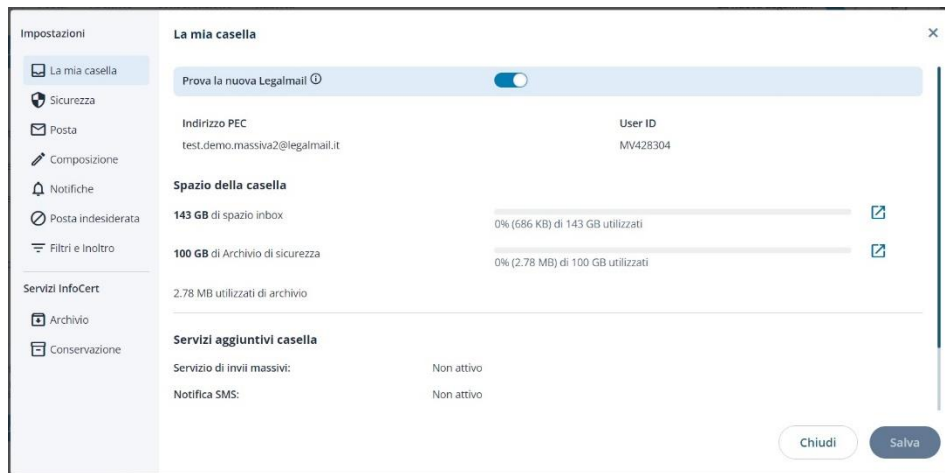 Impostazioni
La mia casella
Sicurezza
Posta
Composizione
Notifiche
Posta indesiderata
Filtri e Inoltro
Servizi InfoCert
Archivio
Conservazione
La mia casella
Prova la nuova Legalmail
Indirizzo PEC User ID
test.demo.massiva2@legalmail.it MV428304
Spazio della casella
143 GB di spazio inbox
0% (686 KB) di 143 GB utilizzati
100 GB di Archivio di sicurezza
0% (2.78 MB) di 100 GB utilizzati
2.78 MB utilizzati di archivio
Servizi aggiuntivi casella
Servizio di invii massivi: Non attivo
Notifica SMS: Non attivo
Chiudi Salva